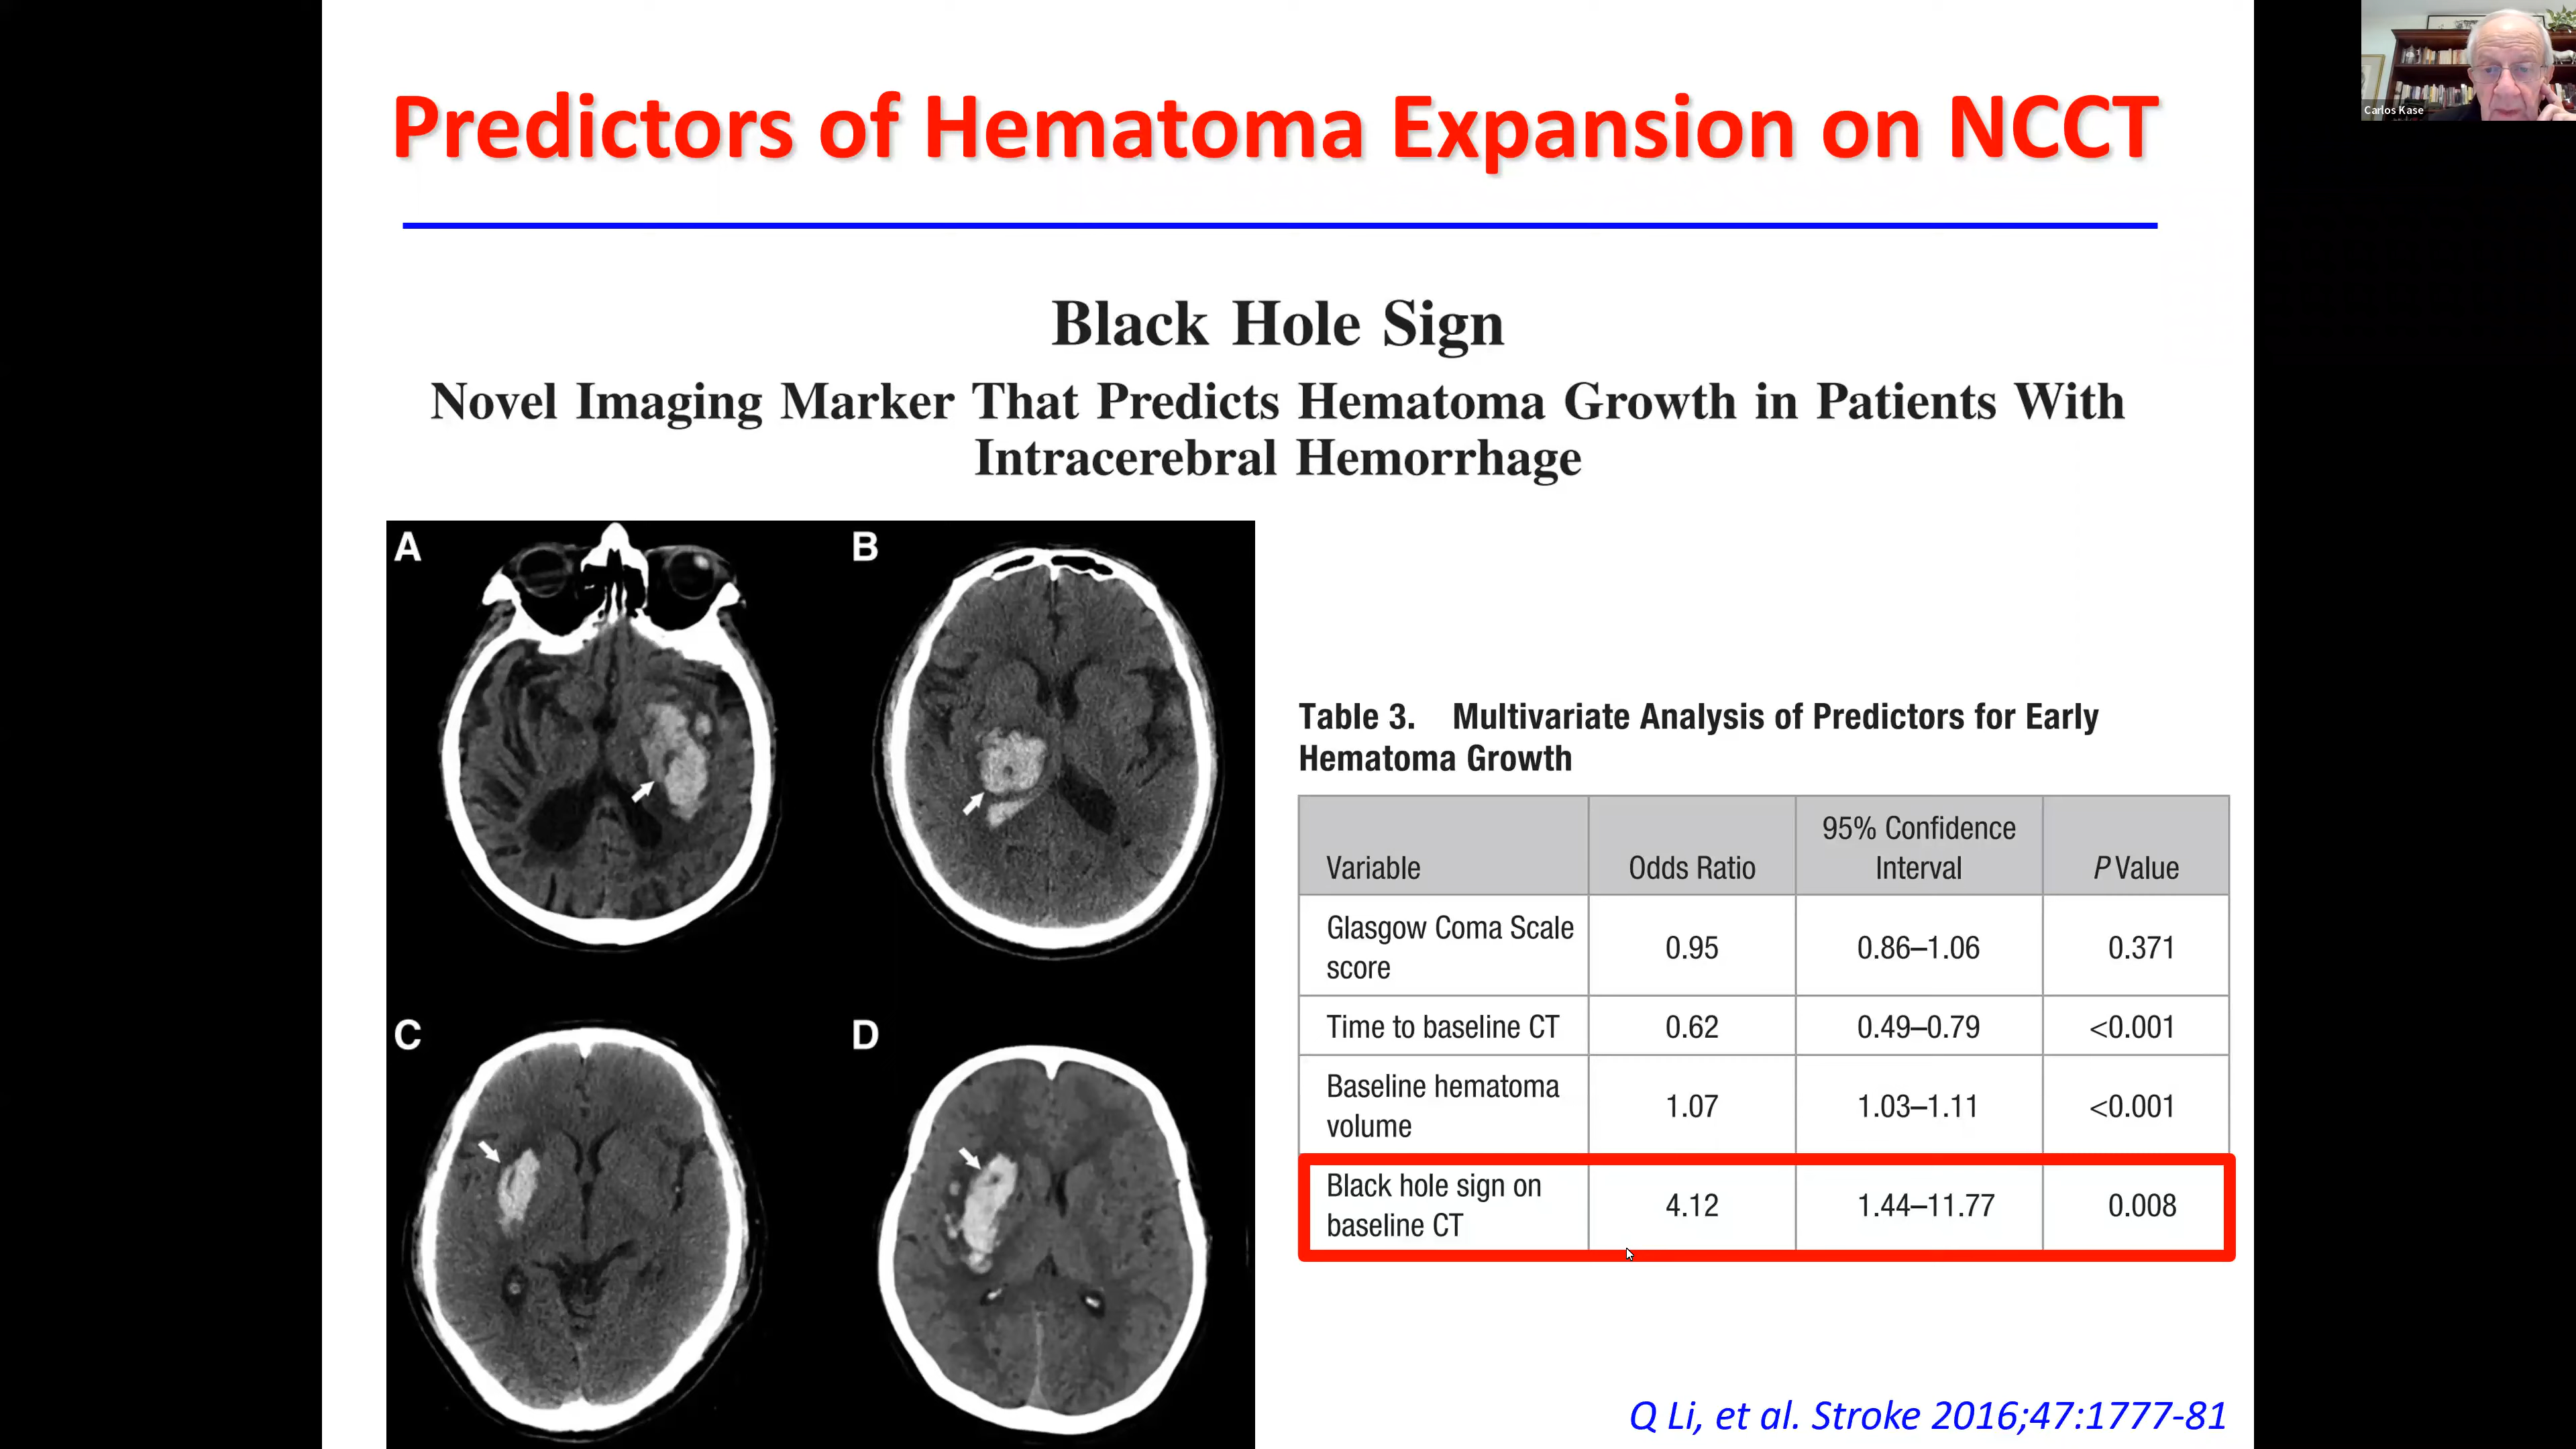 Predictors of Hematoma Expansion on NCCT
Carlos Kase
Black Hole Sign
Novel Imaging Marker That Predicts Hematoma Growth in Patients With
Intracerebral Hemorrhage
A
B
C
D
Table 3. Multivariate Analysis of Predictors for Early
Hematoma Growth
Variable
Odds Ratio
95% Confidence
Interval
P Value
Glasgow Coma Scale
score
0.95
0.86–1.06
0.371
Time to baseline CT
0.62
0.49–0.79
<0.001
Baseline hematoma
volume
1.07
1.03–1.11
<0.001
Black hole sign on
baseline CT
4.12
1.44–11.77
0.008
Q Li, et al. Stroke 2016;47:1777-81